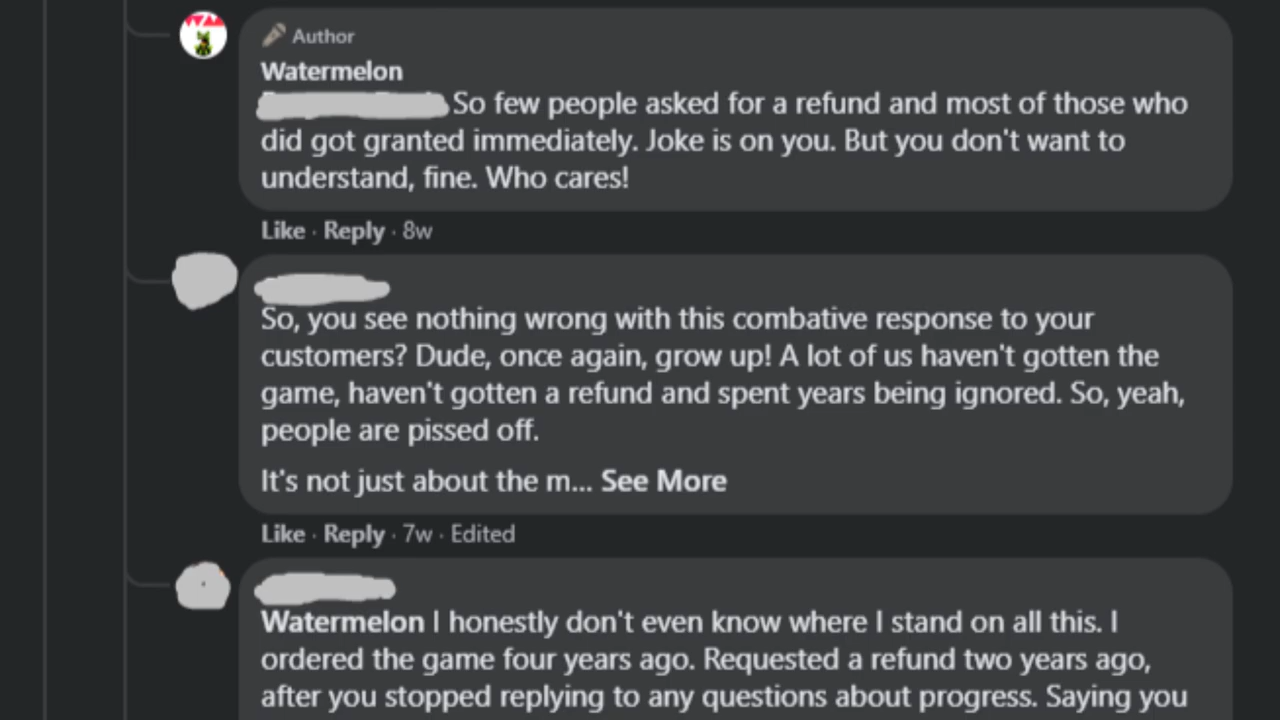 Author
Watermelon
So few people asked for a refund and most of those who
did got granted immediately. Joke is on you. But you don't want to
understand, fine. Who cares!
Like · Reply · 8w
So, you see nothing wrong with this combative response to your
customers? Dude, once again, grow up! A lot of us haven't gotten the
game, haven't gotten a refund and spent years being ignored. So, yeah,
people are pissed off.
It's not just about the m... See More
Like · Reply · 7w · Edited
Watermelon I honestly don't even know where I stand on all this. I
ordered the game four years ago. Requested a refund two years ago,
after you stopped replying to any questions about progress. Saying you